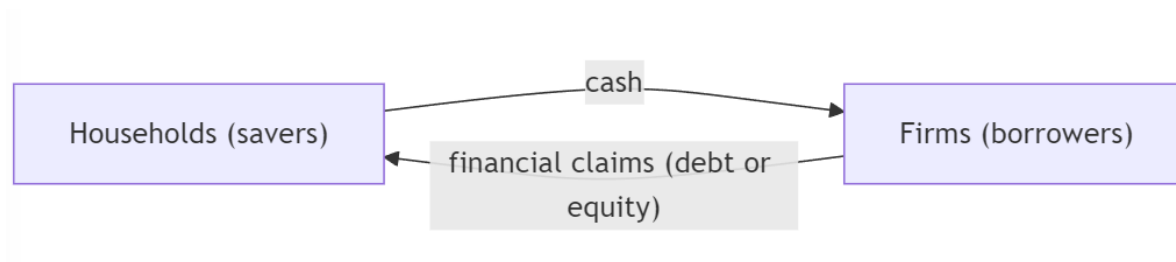 cash
Households (savers)
Firms (borrowers)
financial claims (debt or
equity)